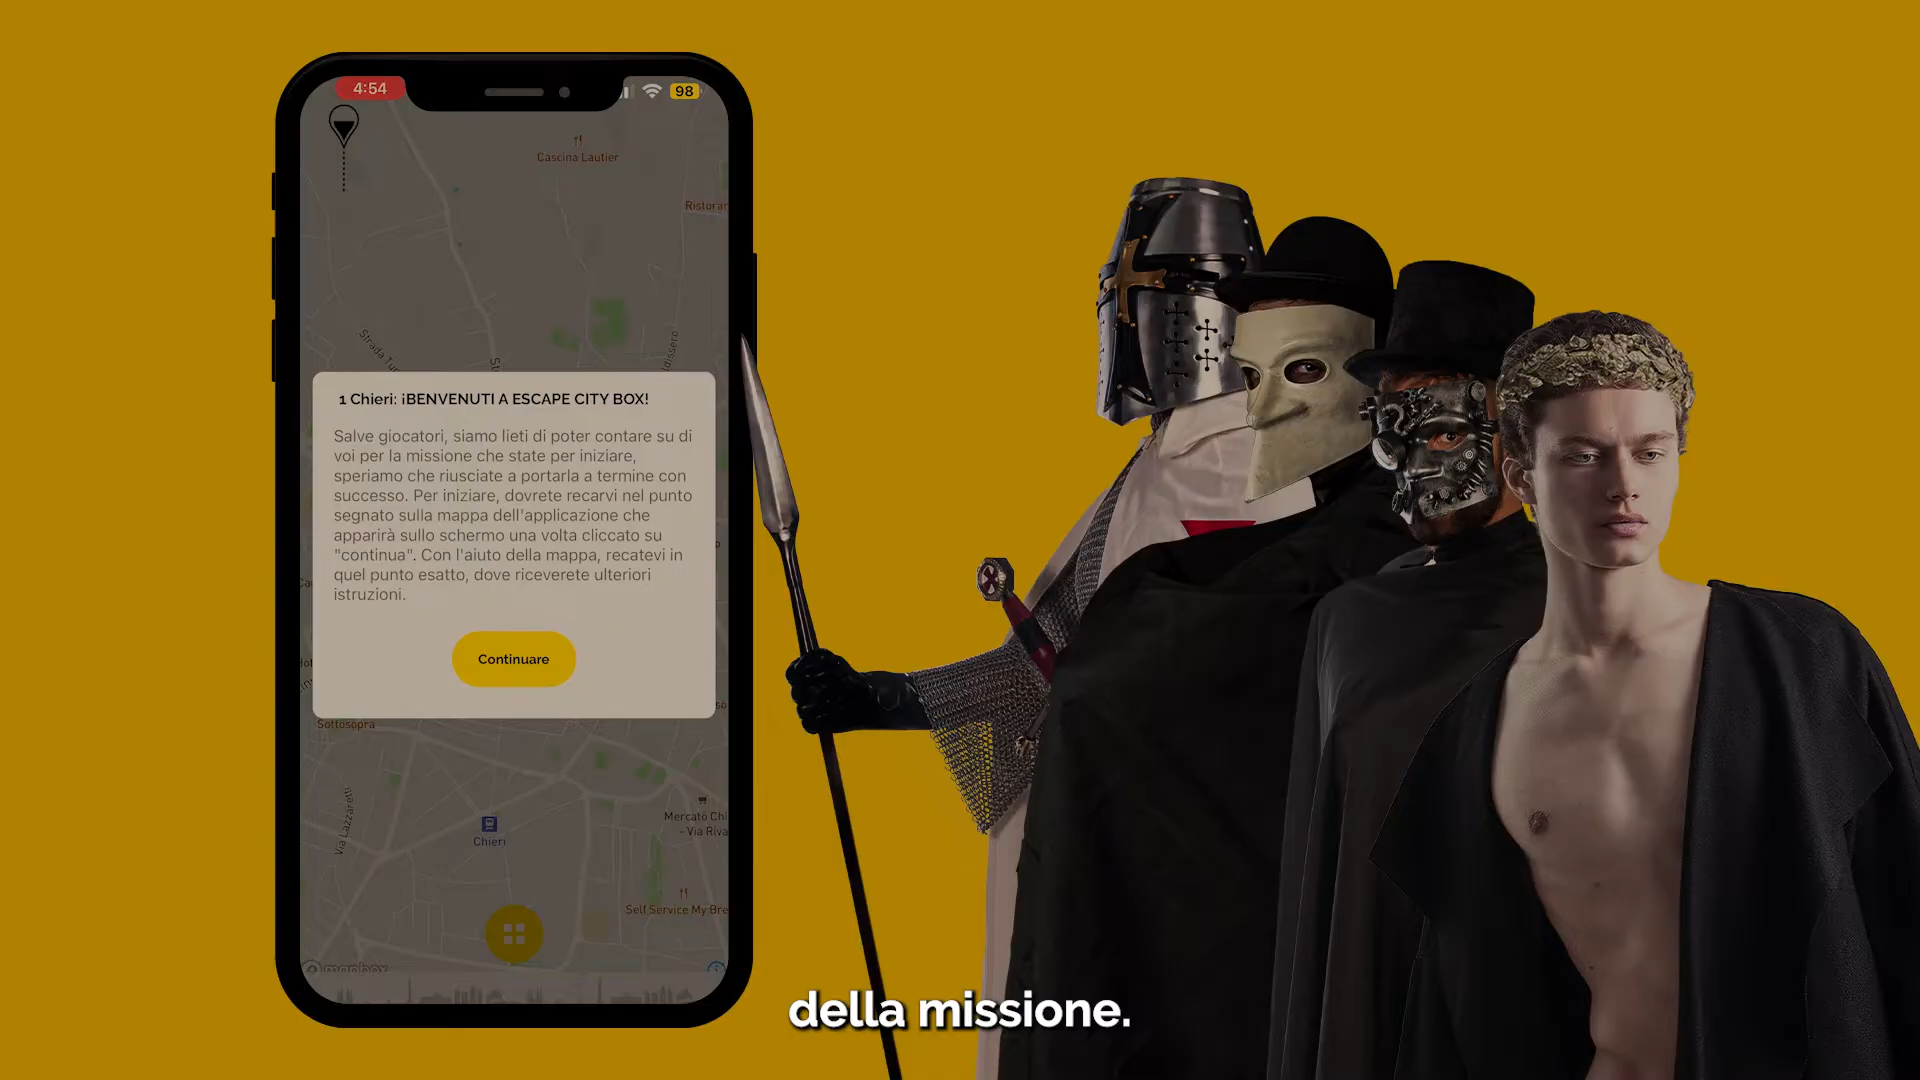 4:54
98
Cascina Lautier
Strada
1 Chieri: ¡BENVENUTI A ESCAPE CITY BOX!
Salve giocatori, siamo lieti di poter contare su di
voi per la missione che state per iniziare,
speriamo che riusciate a portarla a termine con
successo. Per iniziare, dovrete recarvi nel punto
segnato sulla mappa dell'applicazione che
apparirà sullo schermo una volta cliccato su
"continua". Con l'aiuto della mappa, recatevi in
quel punto esatto, dove riceverete ulteriori
istruzioni.
Continuare
Sottosopra
Mercato Chi
- Via Riva
Via Lazzaretti
Chieri
Self Service My Bre
mapbox
della missione.